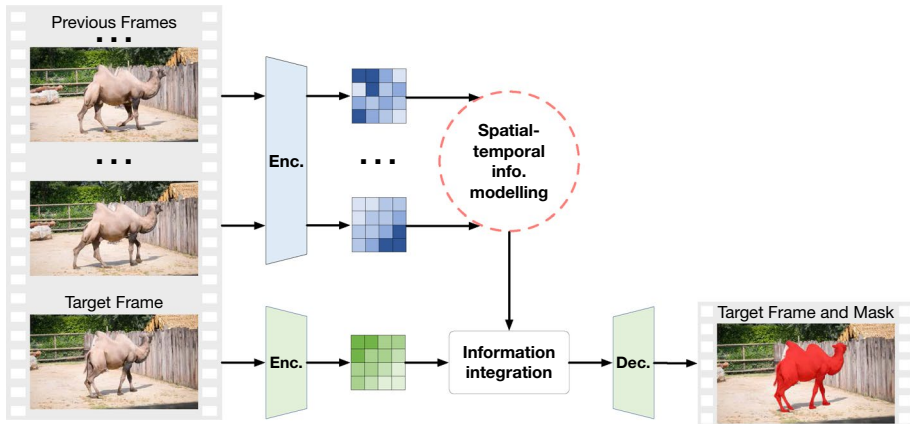 Previous Frames
...
...
Target Frame
Enc.
...
Enc.
Spatial-
temporal
info.
modelling
Information
integration
Dec.
Target Frame and Mask